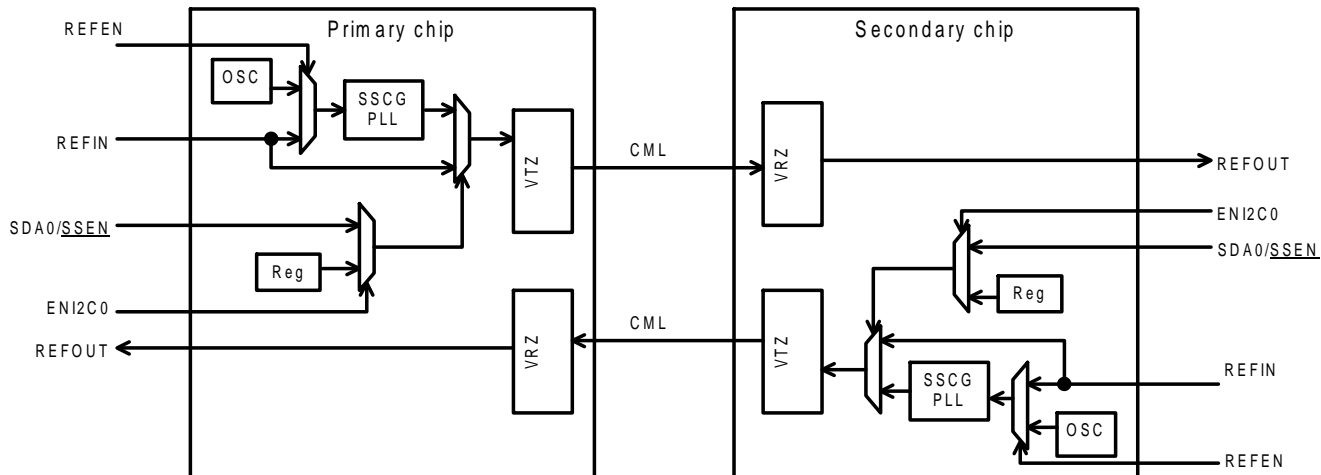 Primary chip
REFEN
OSC
SSCG
PLL
REFIN
VTZ
SDA0/SSEN
Reg
ENI2C0
VRZ
REFOUT
CML
CML
Secondary chip
VRZ
REFOUT
ENI2C0
SDA0/SSEN
Reg
VTZ
REFIN
SSCG
PLL
OSC
REFEN